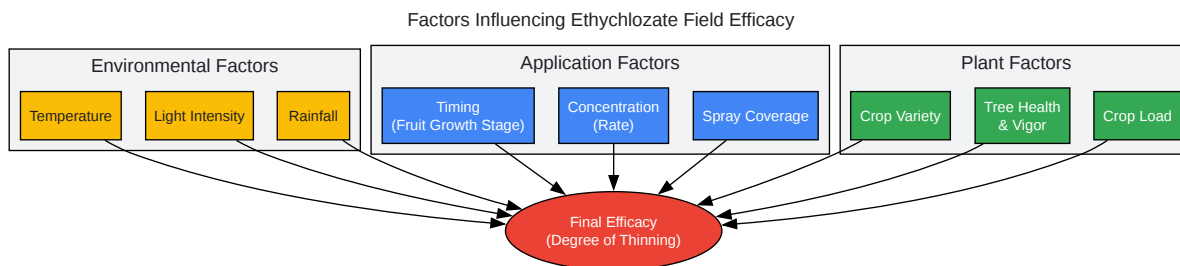 Factors Influencing Ethychlozate Field Efficacy
Environmental Factors
Temperature
Light Intensity
Rainfall
Application Factors
Timing
(Fruit Growth Stage)
Concentration
(Rate)
Spray Coverage
Plant Factors
Crop Variety
Tree Health
& Vigor
Crop Load
Final Efficacy
(Degree of Thinning)